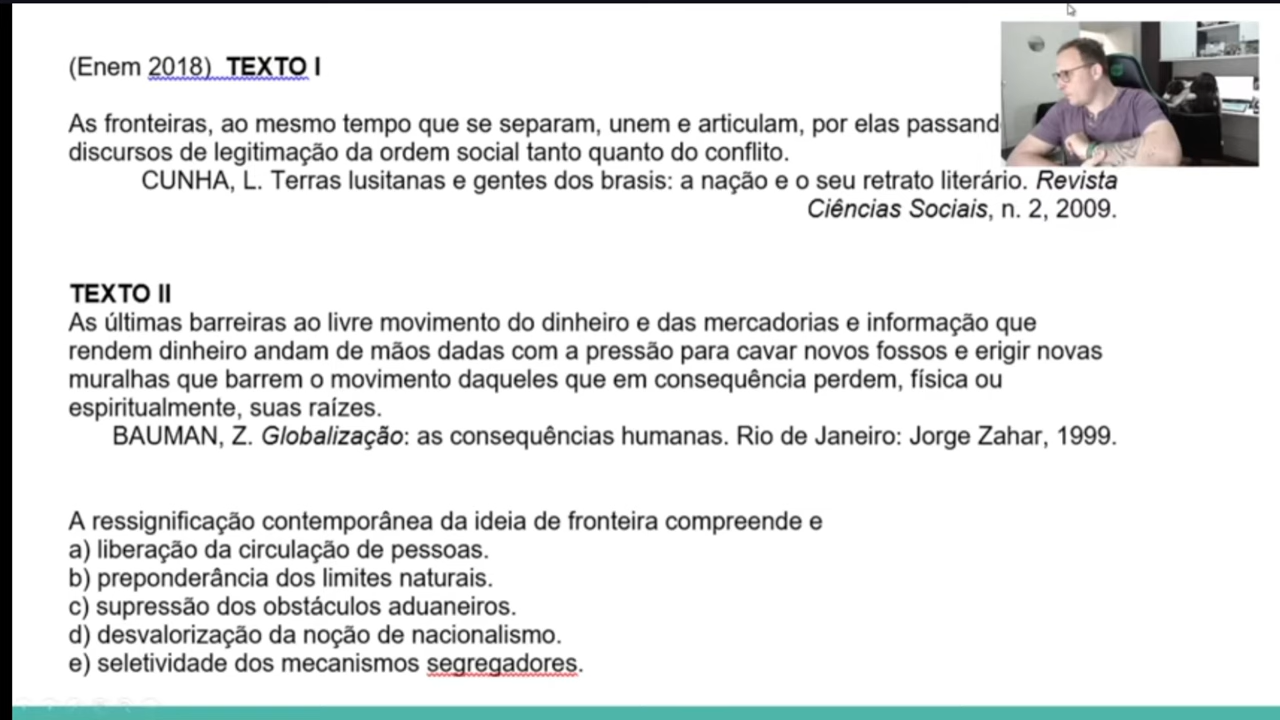 (Enem 2018) TEXTO I
As fronteiras, ao mesmo tempo que se separam, unem e articulam, por elas passand
discursos de legitimação da ordem social tanto quanto do conflito.
CUNHA, L. Terras lusitanas e gentes dos brasis: a nação e o seu retrato literário. Revista
Ciências Sociais, n. 2, 2009.
TEXTO II
As últimas barreiras ao livre movimento do dinheiro e das mercadorias e informação que
rendem dinheiro andam de mãos dadas com a pressão para cavar novos fossos e erigir novas
muralhas que barrem o movimento daqueles que em consequência perdem, física ou
espiritualmente, suas raízes.
BAUMAN, Z. Globalização: as consequências humanas. Rio de Janeiro: Jorge Zahar, 1999.
A ressignificação contemporânea da ideia de fronteira compreende e
a) liberação da circulação de pessoas.
b) preponderância dos limites naturais.
c) supressão dos obstáculos aduaneiros.
d) desvalorização da noção de nacionalismo.
e) seletividade dos mecanismos segregadores.